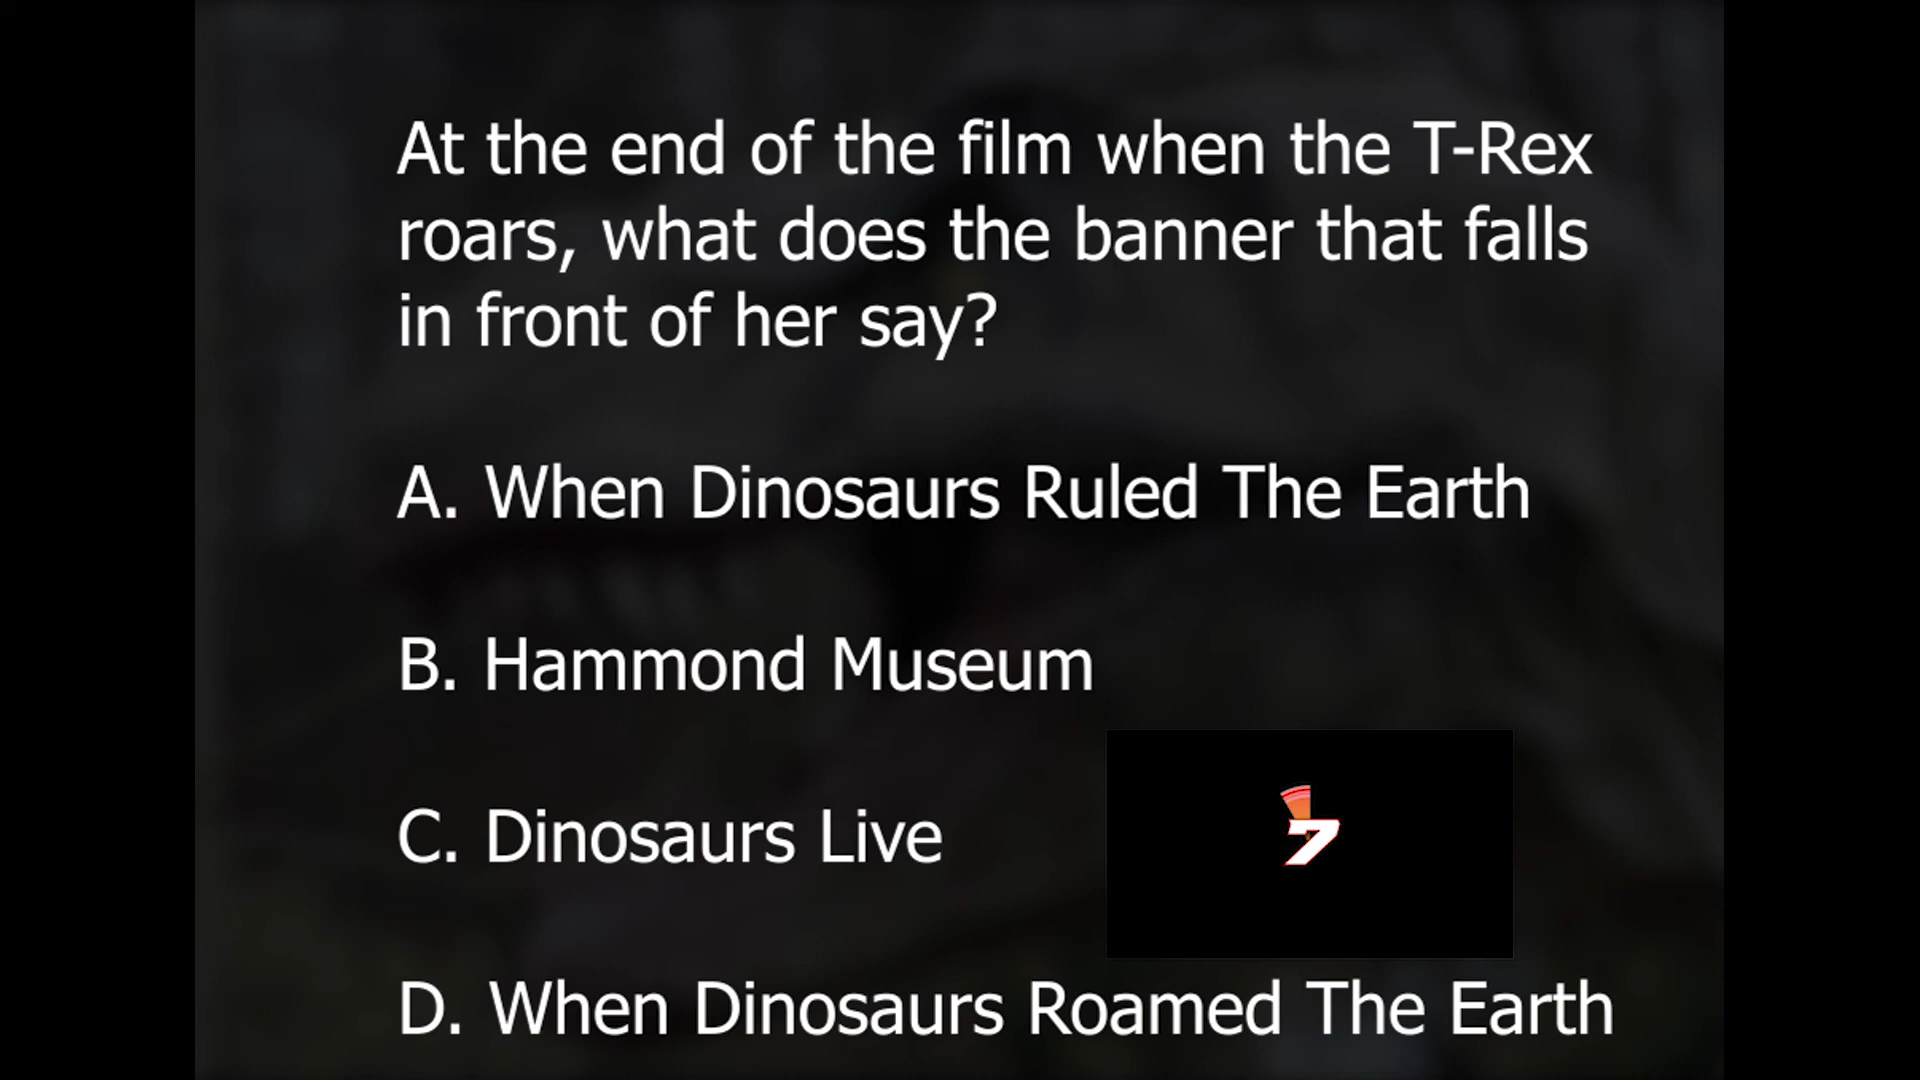 At the end of the film when the T-Rex
roars, what does the banner that falls
in front of her say?
A. When Dinosaurs Ruled The Earth
B. Hammond Museum
C. Dinosaurs Live
7
D. When Dinosaurs Roamed The Earth